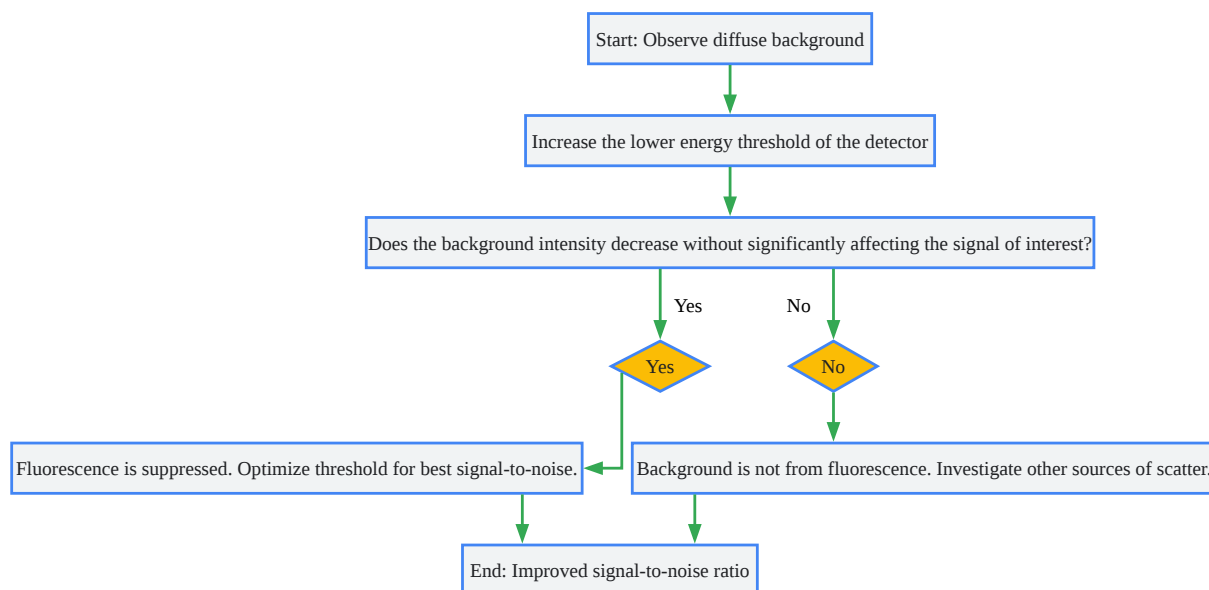 Start: Observe diffuse background
Increase the lower energy threshold of the detector
Does the background intensity decrease without significantly affecting the signal of interest?
Yes
No
Yes
No
Fluorescence is suppressed. Optimize threshold for best signal-to-noise.
Background is not from fluorescence. Investigate other sources of scatter.
End: Improved signal-to-noise ratio